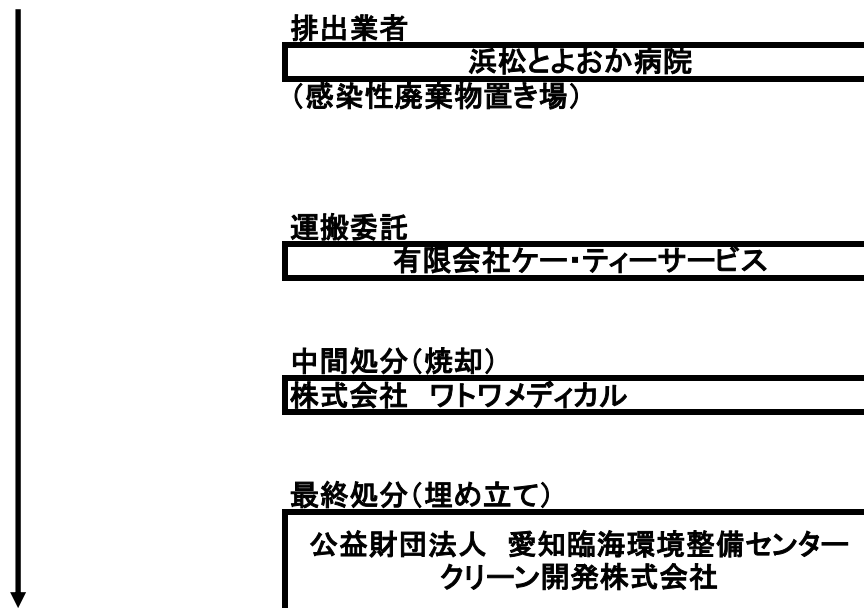 排出業者
浜松とよおか病院
（感染性廃棄物置き場）
運搬委託
有限会社ケー・ティーサービス
中間処分（焼却）
株式会社　ワトワメディカル
最終処分（埋め立て）
公益財団法人　愛知臨海環境整備センター
クリーン開発株式会社